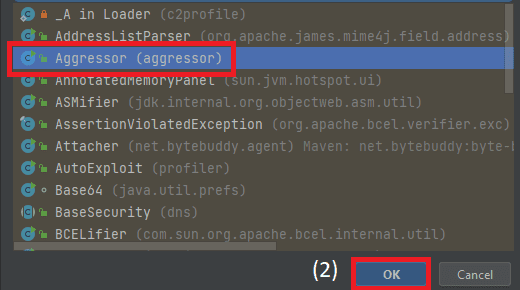 _A in Loader (c2profile)
AddressListParser (org.apache.james.mime4j.field.address)
Aggressor (aggressor)
AnnotatedMemoryPanel (sun.jvm.hotspot.ui)
ASMifier (jdk.internal.org.objectweb.asm.util)
AssertionViolatedException (org.apache.bcel.verifier.exc)
Attacher (net.bytebuddy.agent) Maven: net.bytebuddy:byte-b
AutoExploit (profiler)
Base64 (java.util.prefs)
BaseSecurity (dns)
BCELifier (com.sun.org.apache.bcel.internal.util)
(2) OK Cancel